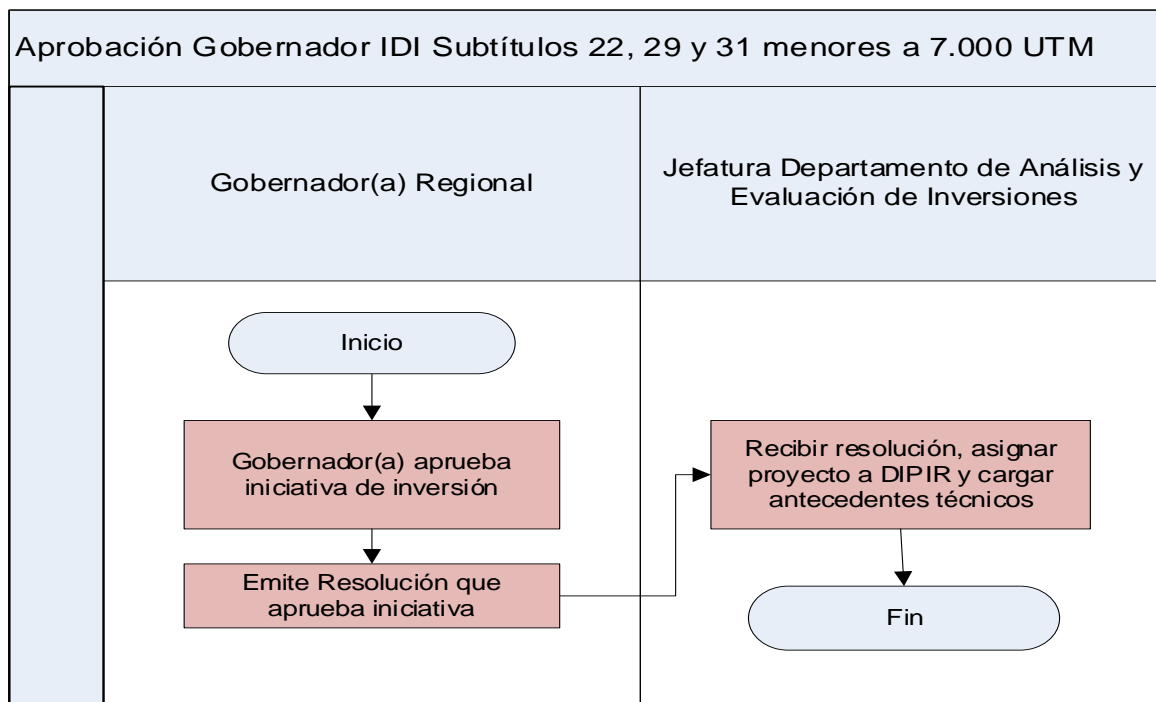 Aprobación Gobernador IDI Subtítulos 22, 29 y 31 menores a 7.000 UTM
Gobernador(a) Regional
Jefatura Departamento de Análisis y
Evaluación de Inversiones
Inicio
Gobernador(a) aprueba
iniciativa de inversión
Emite Resolución que
aprueba iniciativa
Recibir resolución, asignar
proyecto a DIPIR y cargar
antecedentes técnicos
Fin